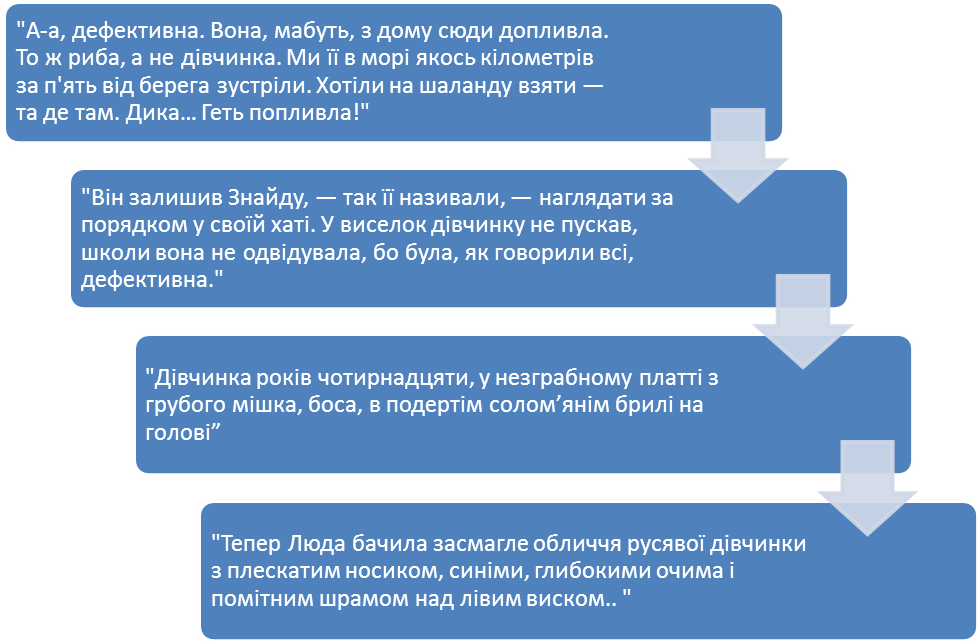 "А-а, дефективна. Вона, мабуть, з дому сюди допливла.
То ж риба, а не дівчинка. Ми її в морі якось кілометрів
за п'ять від берега зустріли. Хотіли на шаланду взяти —
та де там. Дика… Геть попливла!"
"Він залишив Знайду, — так її називали, — наглядати за
порядком у своїй хаті. У виселок дівчинку не пускав,
школи вона не одвідувала, бо була, як говорили всі,
дефективна."
"Дівчинка років чотирнадцяти, у незграбному платті з
грубого мішка, боса, в подертім солом’янім брилі на
голові”
"Тепер Люда бачила засмагле обличчя русявої дівчинки
з плескатим носиком, синіми, глибокими очима і
помітним шрамом над лівим виском.. "